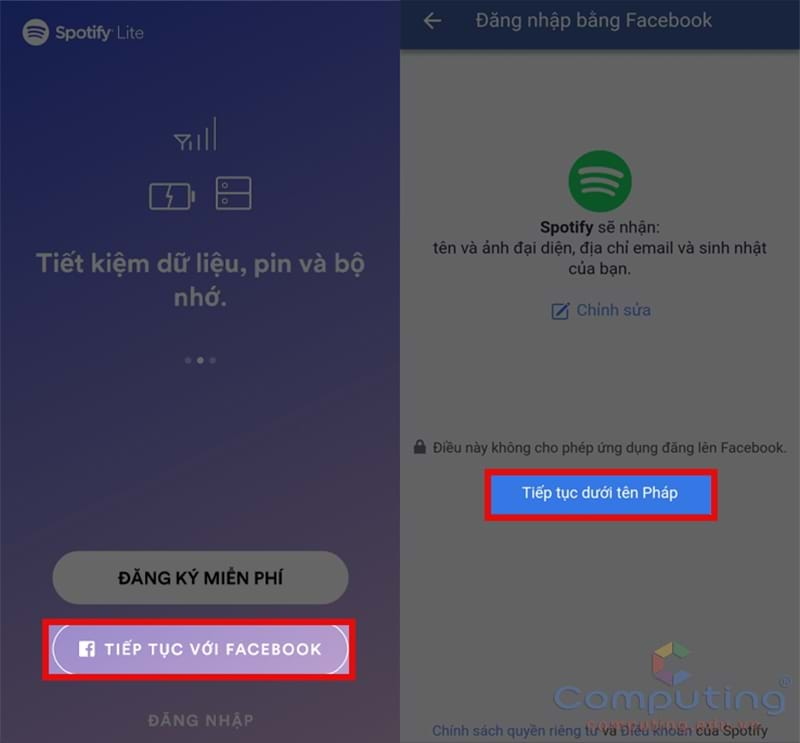 Spotify Lite
Tiết kiệm dữ liệu, pin và bộ
nhớ.
ĐĂNG KÝ MIỄN PHÍ
TIẾP TỤC VỚI FACEBOOK
ĐĂNG NHẬP
Đăng nhập bằng Facebook
Spotify sẽ nhận:
tên và ảnh đại diện, địa chỉ email và sinh nhật
của bạn.
Chỉnh sửa
Điều này không cho phép ứng dụng đăng lên Facebook.
Tiếp tục dưới tên Pháp
Computing®
computing.edu.vn
Chính sách quyền riêng tư và Điều khoản của Spotify